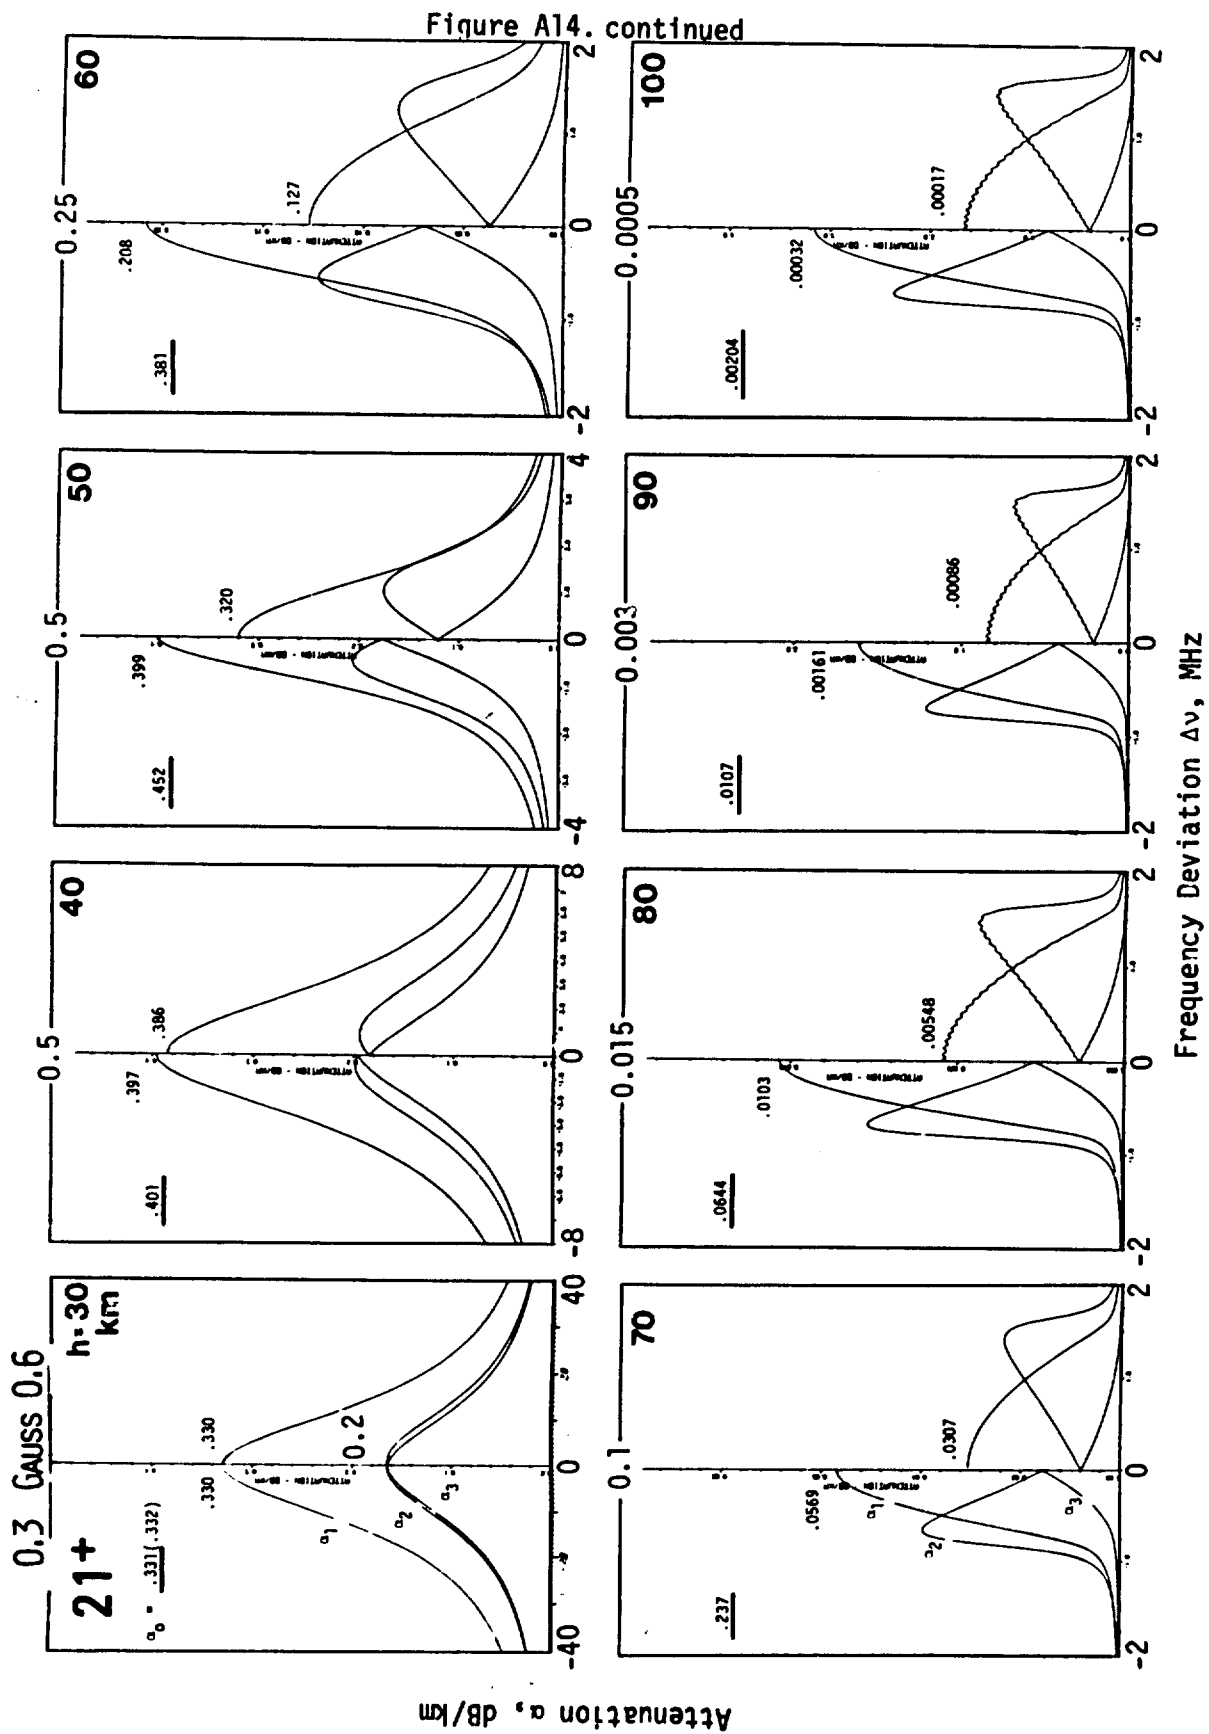 Figure A14. continued
0.3 GAUSS 0.6
21+
h=30 km
α₀ = .331(.332)
.330
.330
0.2
α₁
α₂
α₃
-40 0 40
0.5
40
.401
.397
.386
-8 0 8
0.5
50
.452
.399
.320
-4 0 4
0.25
60
.381
.208
.127
-2 0 2
0.1
70
.237
.0569
.0307
α₁
α₂
α₃
-2 0 2
0.015
80
.0644
.0103
.00548
-2 0 2
0.003
90
.0107
.00161
.00086
-2 0 2
0.0005
100
.00204
.00032
.00017
-2 0 2
Attenuation α, dB/km
Frequency Deviation Δν, MHz